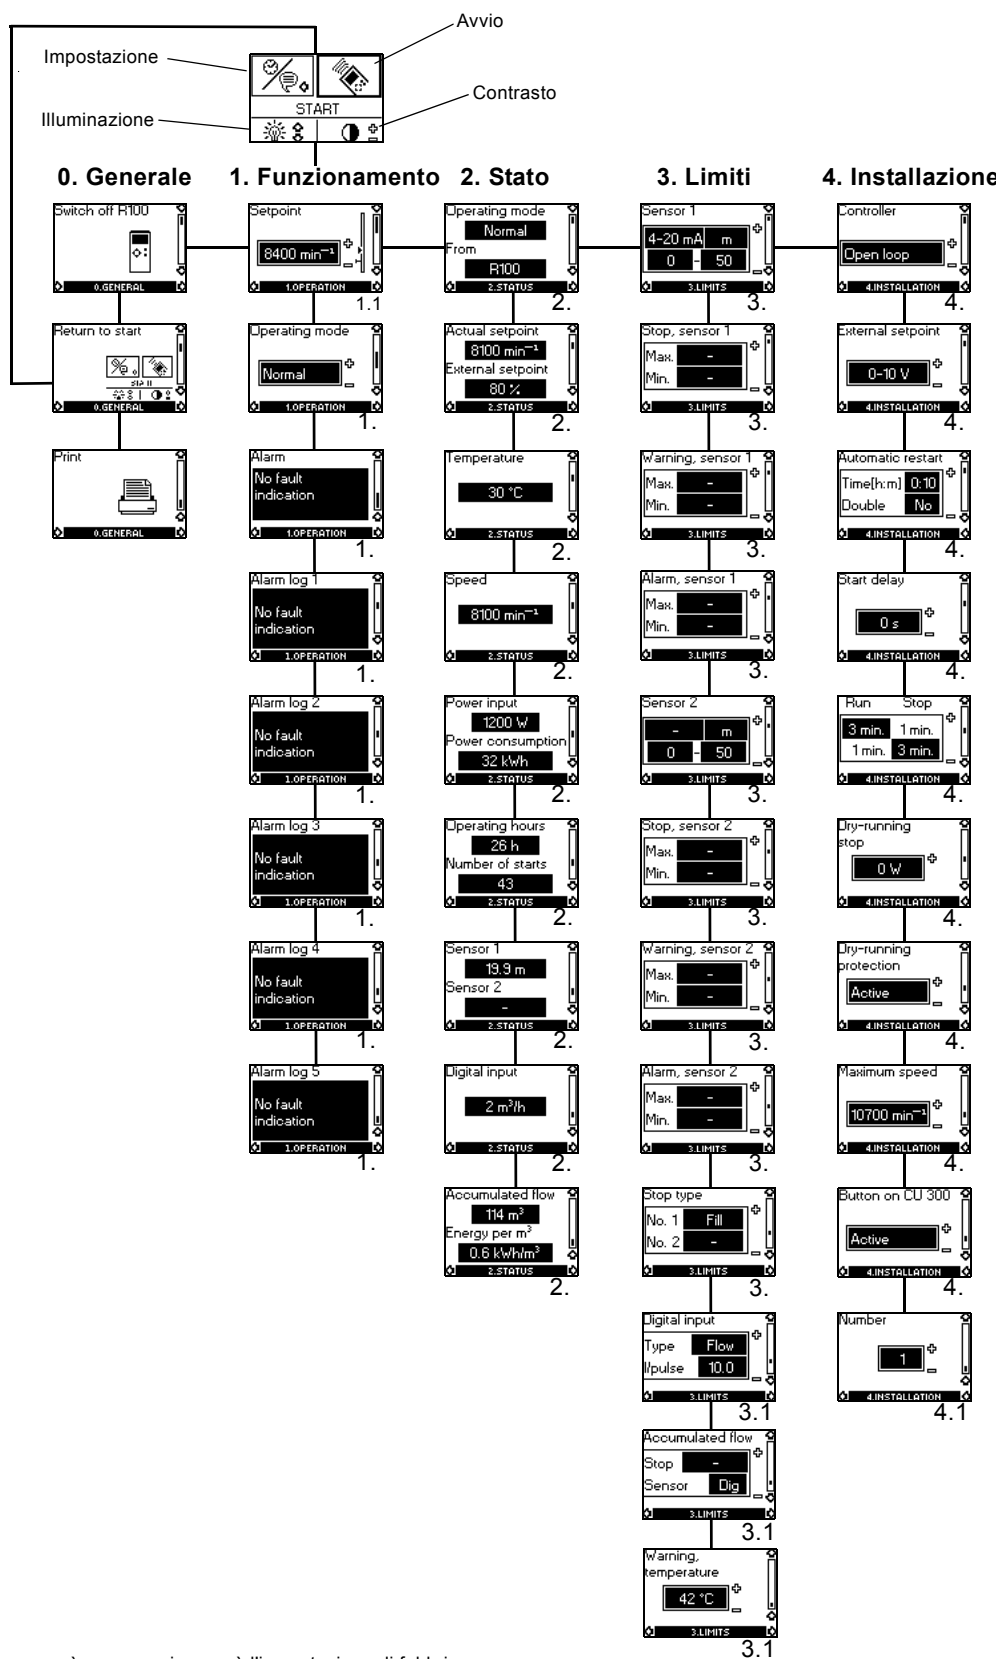 Avvio
Impostazione
Contrasto
START
Illuminazione
0. Generale
1. Funzionamento
2. Stato
3. Limiti
4. Installazione
Switch off R100
0.GENERAL
Return to start
START
0.GENERAL
Print
0.GENERAL
Setpoint
8400 min⁻¹
1.OPERATION
1.1
Operating mode
Normal
1.OPERATION
1.
Alarm
No fault
indication
1.OPERATION
1.
Alarm log 1
No fault
indication
1.OPERATION
1.
Alarm log 2
No fault
indication
1.OPERATION
1.
Alarm log 3
No fault
indication
1.OPERATION
1.
Alarm log 4
No fault
indication
1.OPERATION
1.
Alarm log 5
No fault
indication
1.OPERATION
1.
Operating mode
Normal
From
R100
2.STATUS
2.
Actual setpoint
8100 min⁻¹
External setpoint
80 %
2.STATUS
2.
Temperature
30 °C
2.STATUS
2.
Speed
8100 min⁻¹
2.STATUS
2.
Power input
1200 W
Power consumption
32 kWh
2.STATUS
2.
Operating hours
26 h
Number of starts
43
2.STATUS
2.
Sensor 1
19.9 m
Sensor 2
-
2.STATUS
2.
Digital input
2 m³/h
2.STATUS
2.
Accumulated flow
114 m³
Energy per m³
0.6 kWh/m³
2.STATUS
2.
Sensor 1
4-20 mA m
0 - 50
3.LIMITS
3.
Stop, sensor 1
Max. -
Min. -
3.LIMITS
3.
Warning, sensor 1
Max. -
Min. -
3.LIMITS
3.
Alarm, sensor 1
Max. -
Min. -
3.LIMITS
3.
Sensor 2
- m
0 - 50
3.LIMITS
3.
Stop, sensor 2
Max. -
Min. -
3.LIMITS
3.
Warning, sensor 2
Max. -
Min. -
3.LIMITS
3.
Alarm, sensor 2
Max. -
Min. -
3.LIMITS
3.
Stop type
No. 1 Fill
No. 2 -
3.LIMITS
3.
Digital input
Type Flow
l/pulse 10.0
3.LIMITS
3.1
Accumulated flow
Stop -
Sensor Dig
3.LIMITS
3.1
Warning,
temperature
42 °C
3.LIMITS
3.1
Controller
Open loop
4.INSTALLATION
4.
External setpoint
0-10 V
4.INSTALLATION
4.
Automatic restart
Time[h:m] 0:10
Double No
4.INSTALLATION
4.
Start delay
0 s
4.INSTALLATION
4.
Run Stop
3 min. 1 min.
1 min. 3 min.
4.INSTALLATION
4.
Dry-running
stop
0 W
4.INSTALLATION
4.
Dry-running
protection
Active
4.INSTALLATION
4.
Maximum speed
10700 min⁻¹
4.INSTALLATION
4.
Button on CU 300
Active
4.INSTALLATION
4.
Number
1
4.INSTALLATION
4.1